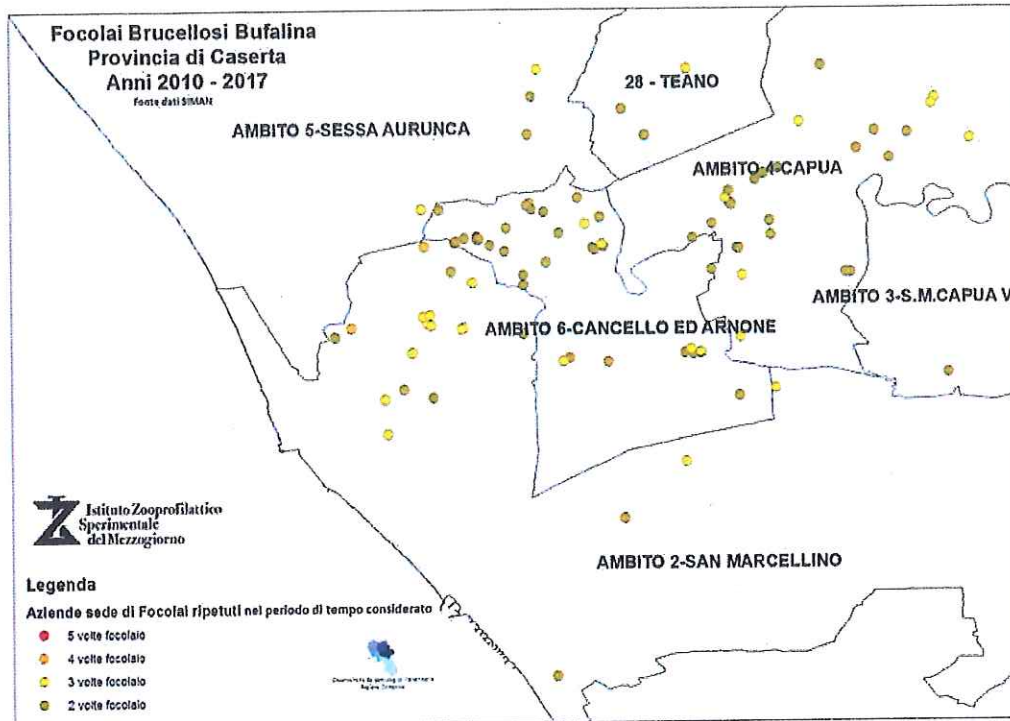 Focolai Brucellosi Bufalina
Provincia di Caserta
Anni 2010 - 2017
Fonte dati SIMAN
28 - TEANO
AMBITO 5-SESSA AURUNCA
AMBITO 4-CAPUA
AMBITO 3-S.M.CAPUA V
AMBITO 6-CANCELLO ED ARNONE
Istituto Zooprofilattico
Sperimentale
del Mezzogiorno
AMBITO 2-SAN MARCELLINO
Legenda
Aziende sede di Focolai ripetuti nel periodo di tempo considerato
5 volte focolaio
4 volte focolaio
3 volte focolaio
2 volte focolaio